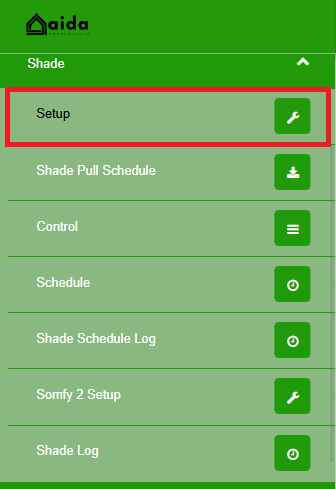 aida
Shade
Setup
Shade Pull Schedule
Control
Schedule
Shade Schedule Log
Somfy 2 Setup
Shade Log